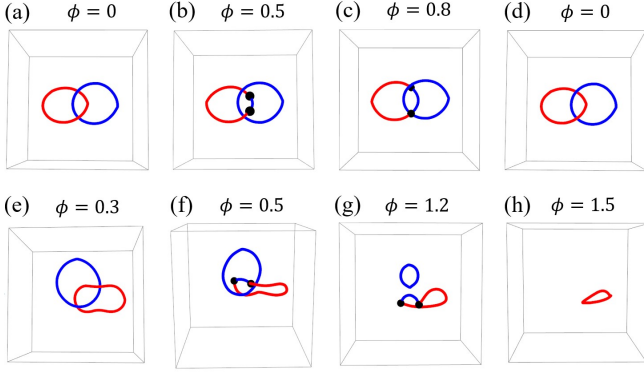 (a) ϕ = 0 (b) ϕ = 0.5 (c) ϕ = 0.8 (d) ϕ = 0
(e) ϕ = 0.3 (f) ϕ = 0.5 (g) ϕ = 1.2 (h) ϕ = 1.5